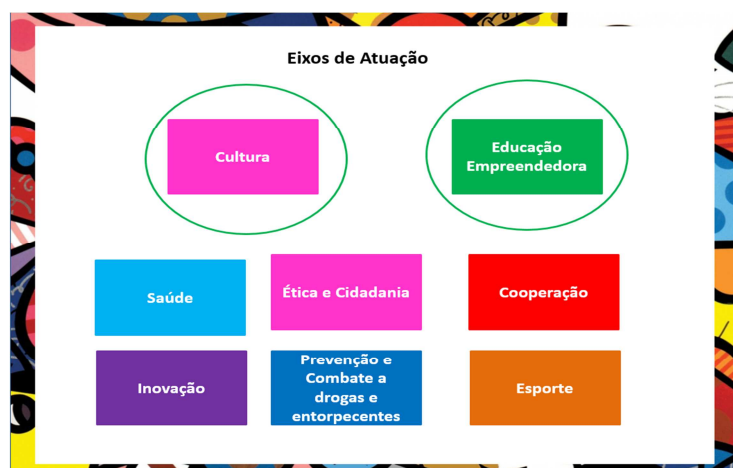 Eixos de Atuação
Cultura
Educação
Empreendedora
Saúde
Ética e Cidadania
Cooperação
Inovação
Prevenção e
Combate a
drogas e
entorpecentes
Esporte